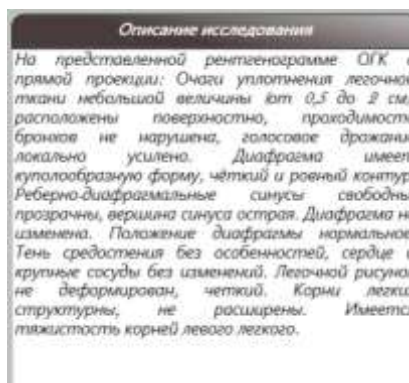 Описание исследования
На представленной рентгенограмме ОГК в
прямой проекции: Очаги уплотнения легочной
ткани небольшой величины (от 0,5 до 2 см)
расположены поверхностно, проходимость
бронхов не нарушена, голосовое дрожание
локально усилено. Диафрагма имеет
куполообразную форму, чёткий и ровный контур.
Реберно-диафрагмальные синусы свободны,
прозрачны, вершина синуса острая. Диафрагма не
изменена. Положение диафрагмы нормальное.
Тень средостения без особенностей, сердце и
крупные сосуды без изменений. Легочной рисунок
не деформирован, четкий. Корни легких
структурны, не расширены. Имеется
тяжистость корней левого легкого.